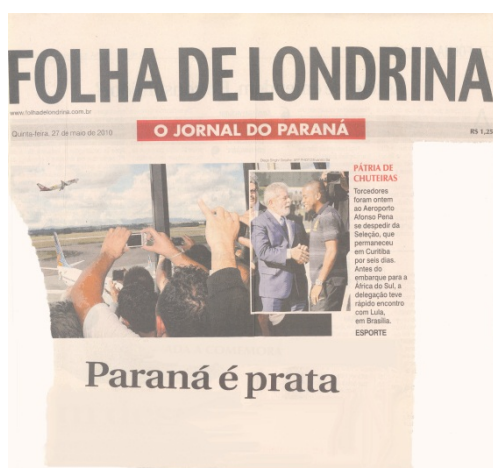 FOLHA DE LONDRINA
www.folhadelondrina.com.br
Quinta-feira, 27 de maio de 2010
O JORNAL DO PARANÁ
R$ 1,25
PÁTRIA DE
CHUTEIRAS
Torcedores
foram ontem
ao Aeroporto
Afonso Pena
se despedir da
Seleção, que
permaneceu
em Curitiba
por seis dias.
Antes do
embarque para a
África do Sul, a
delegação teve
rápido encontro
com Lula,
em Brasília.
ESPORTE
Paraná é prata